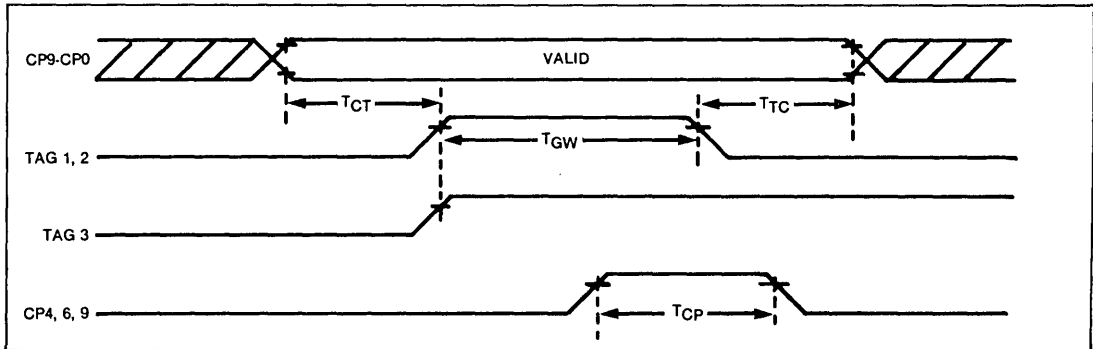 CP9-CP0
VALID
TCT
TTC
TAG 1, 2
TGW
TAG 3
CP4, 6, 9
TCP